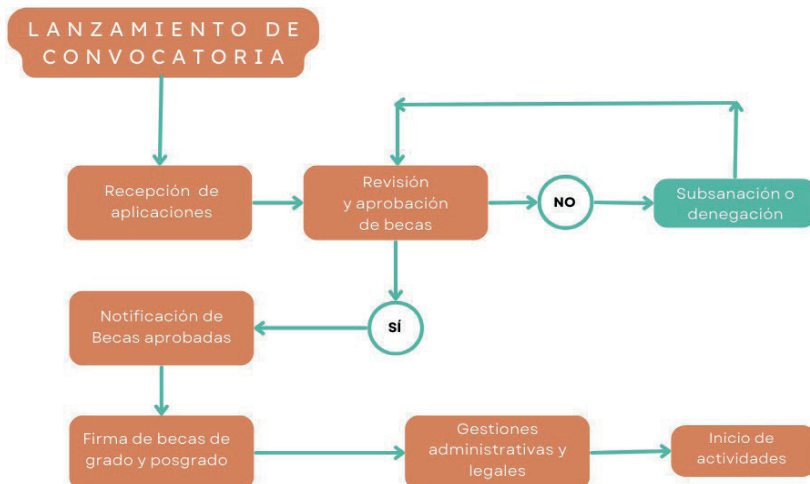 LANZAMIENTO DE
CONVOCATORIA
Recepción de
aplicaciones
Revisión
y aprobación
de becas
NO
Subsanación o
denegación
SÍ
Notificación de
Becas aprobadas
Firma de becas de
grado y posgrado
Gestiones
administrativas y
legales
Inicio de
actividades